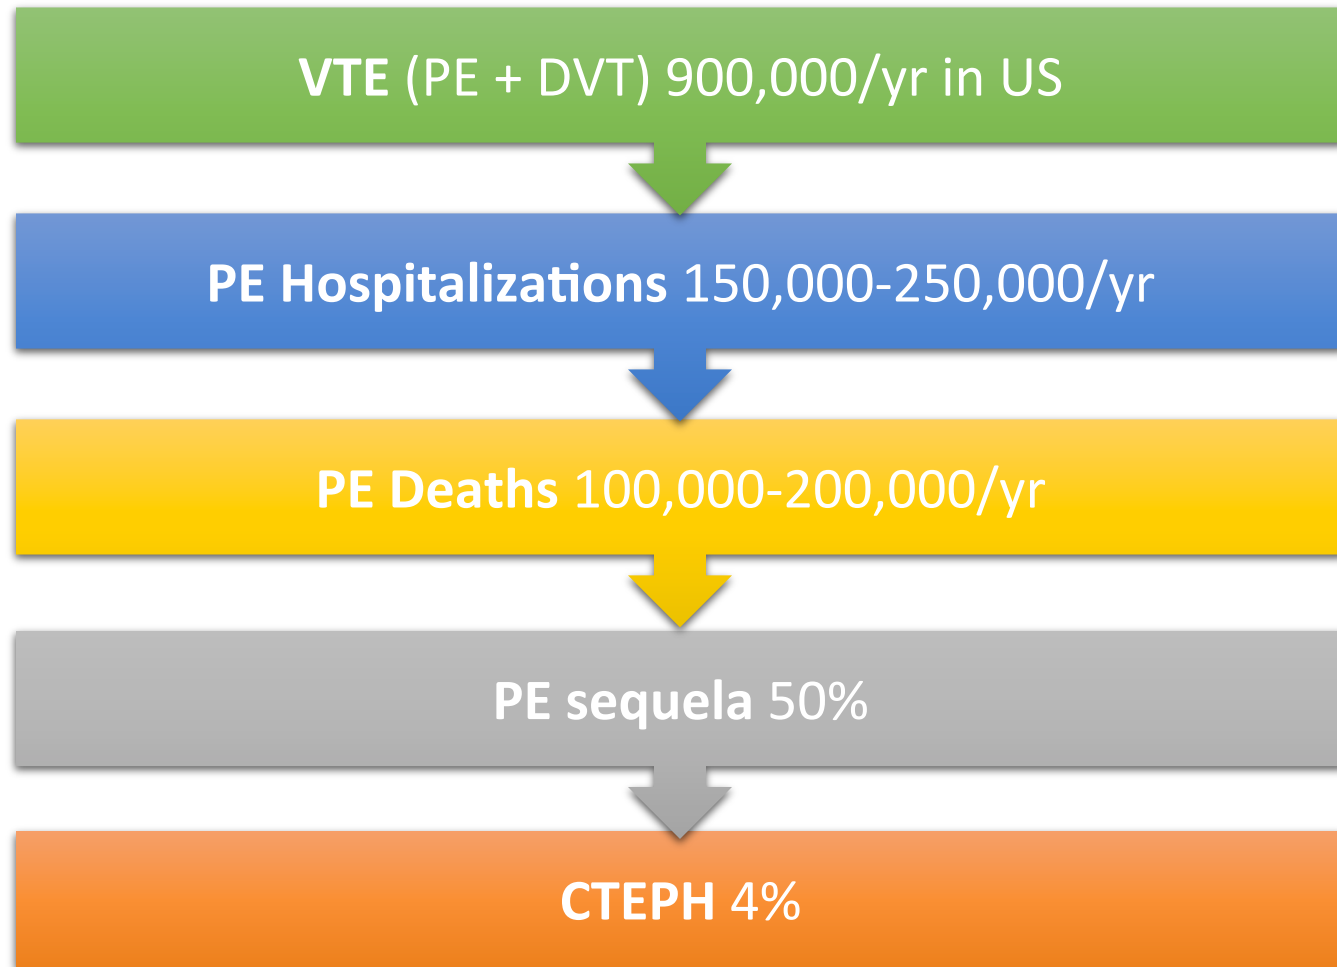 VTE (PE + DVT) 900,000/yr in US
PE Hospitalizations 150,000-250,000/yr
PE Deaths 100,000-200,000/yr
PE sequela 50%
CTEPH 4%